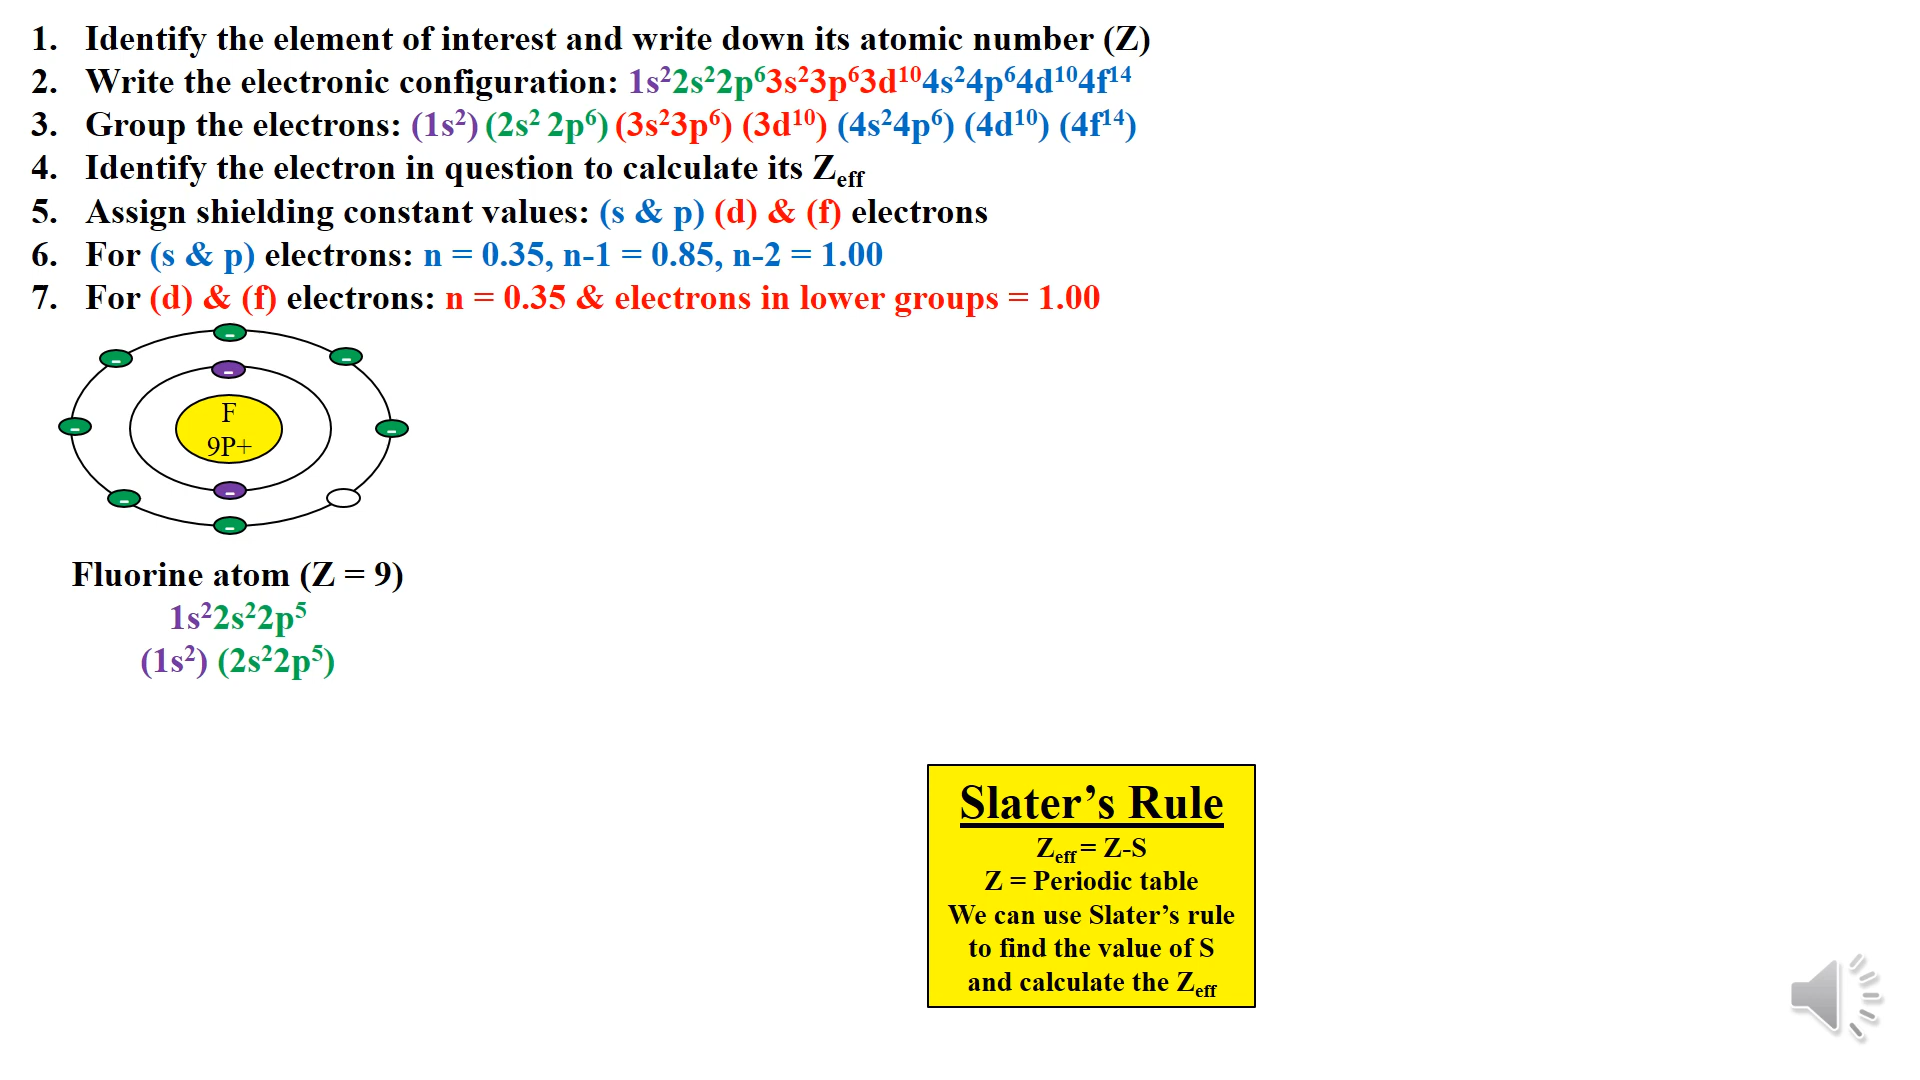 1. Identify the element of interest and write down its atomic number (Z)
2. Write the electronic configuration: 1s²2s²2p⁶3s²3p⁶3d¹⁰4s²4p⁶4d¹⁰4f¹⁴
3. Group the electrons: (1s²) (2s² 2p⁶) (3s²3p⁶) (3d¹⁰) (4s²4p⁶) (4d¹⁰) (4f¹⁴)
4. Identify the electron in question to calculate its Zeff
5. Assign shielding constant values: (s & p) (d) & (f) electrons
6. For (s & p) electrons: n = 0.35, n-1 = 0.85, n-2 = 1.00
7. For (d) & (f) electrons: n = 0.35 & electrons in lower groups = 1.00
-
- -
-
F
- -
9P+
-
- -
-
Fluorine atom (Z = 9)
1s²2s²2p⁵
(1s²) (2s²2p⁵)
Slater’s Rule
Zeff = Z-S
Z = Periodic table
We can use Slater’s rule
to find the value of S
and calculate the Zeff